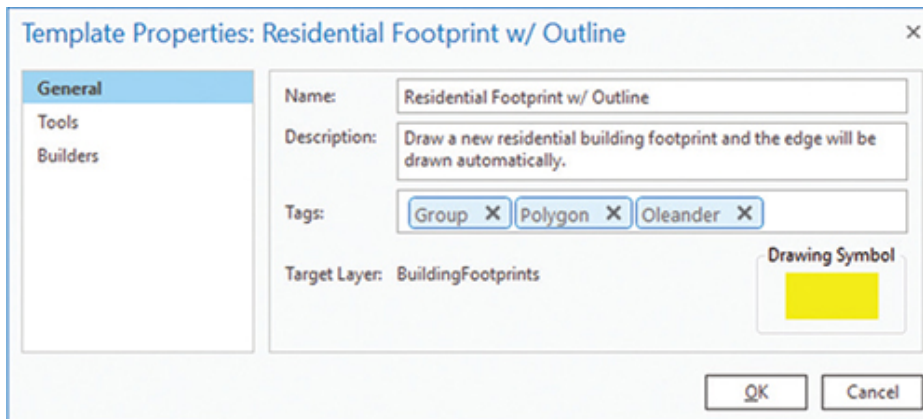 Template Properties: Residential Footprint w/ Outline
General
Tools
Builders
Name: Residential Footprint w/ Outline
Description: Draw a new residential building footprint and the edge will be
drawn automatically.
Tags: Group Polygon Oleander
Target Layer: BuildingFootprints
Drawing Symbol
OK Cancel